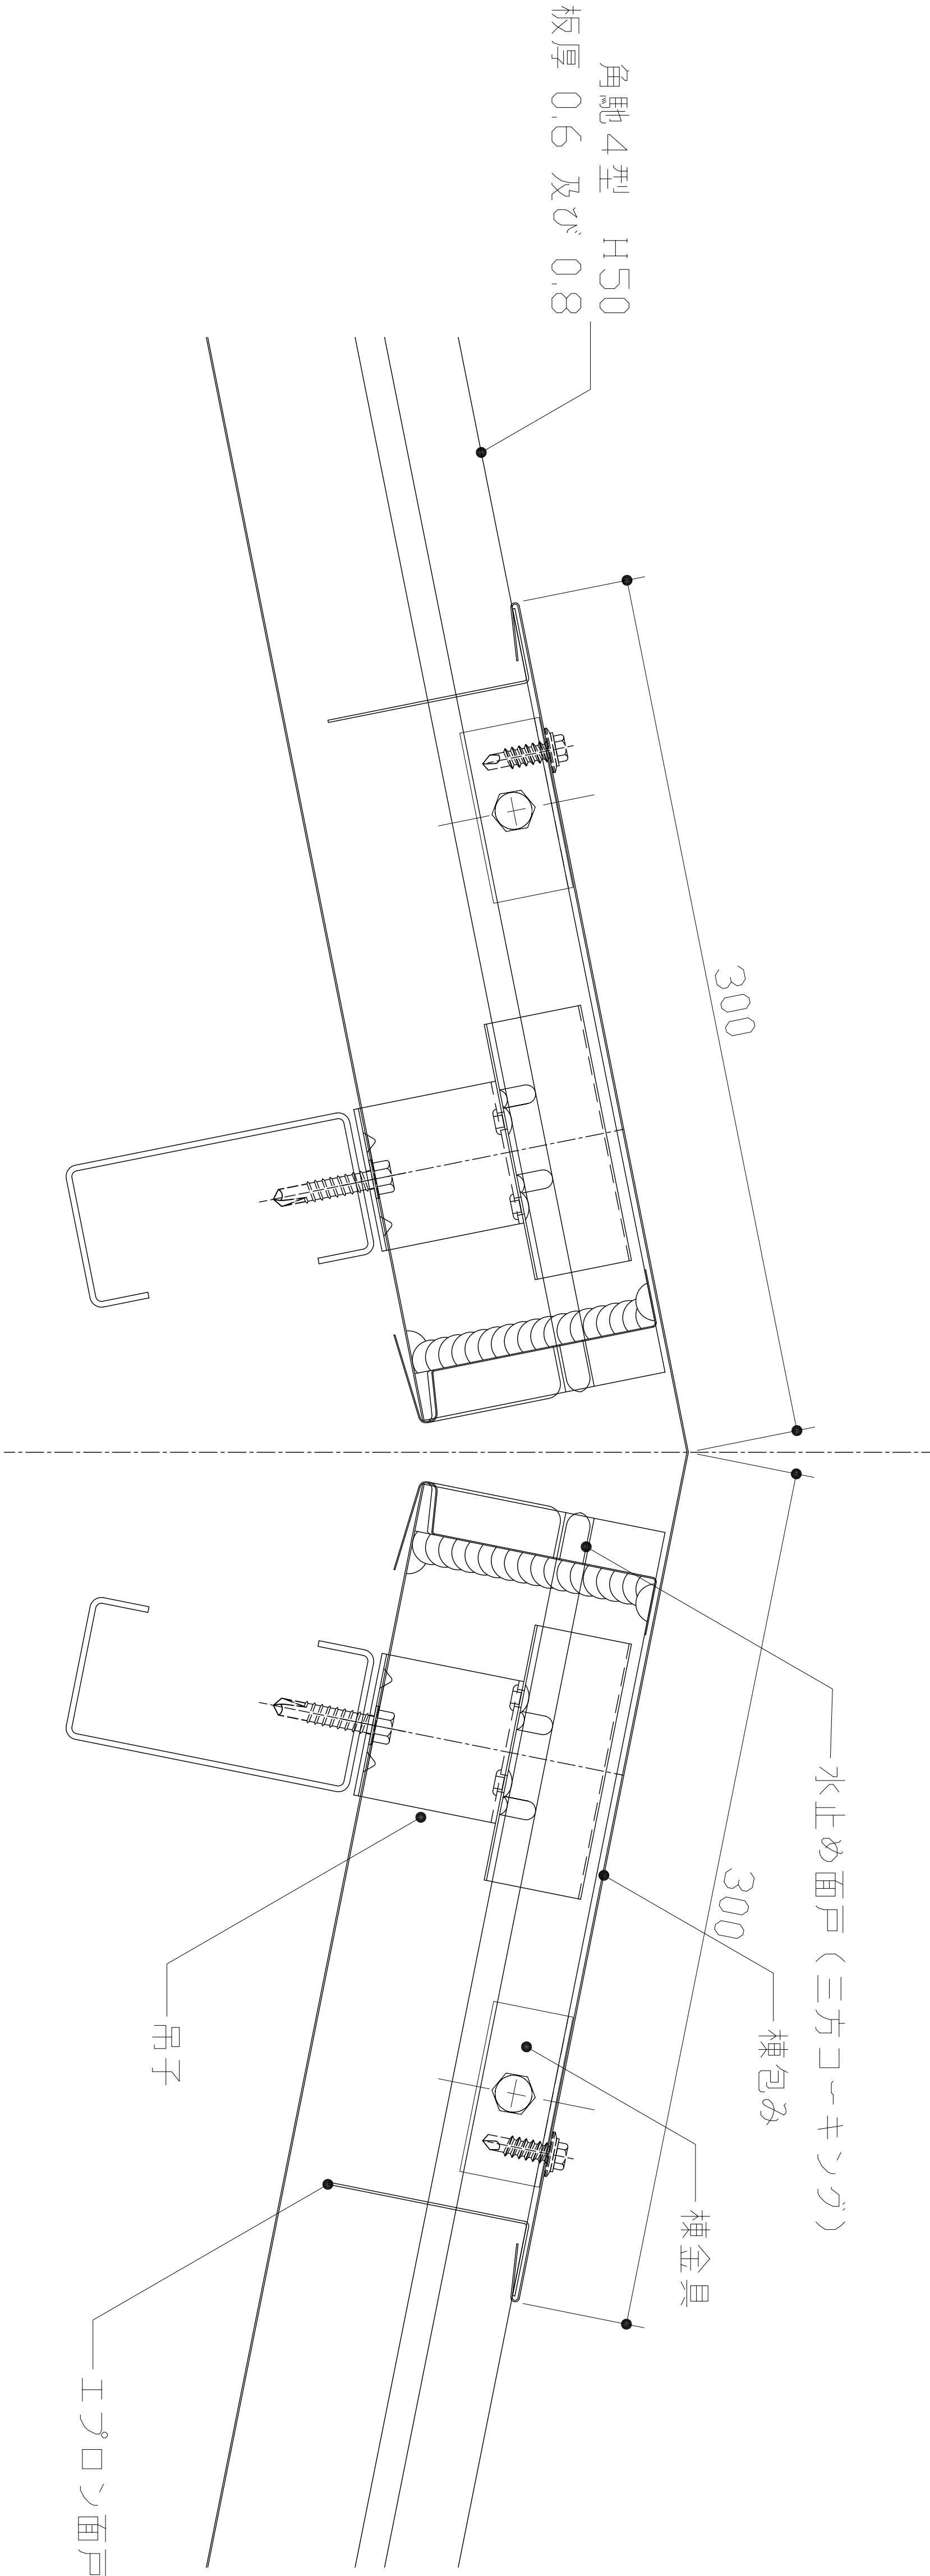 角馳4型 H50
板厚 0.6 及び 0.8
300
300
水止め面戸(三方コーキング)
棟包み
棟金具
吊子
エプロン面戸